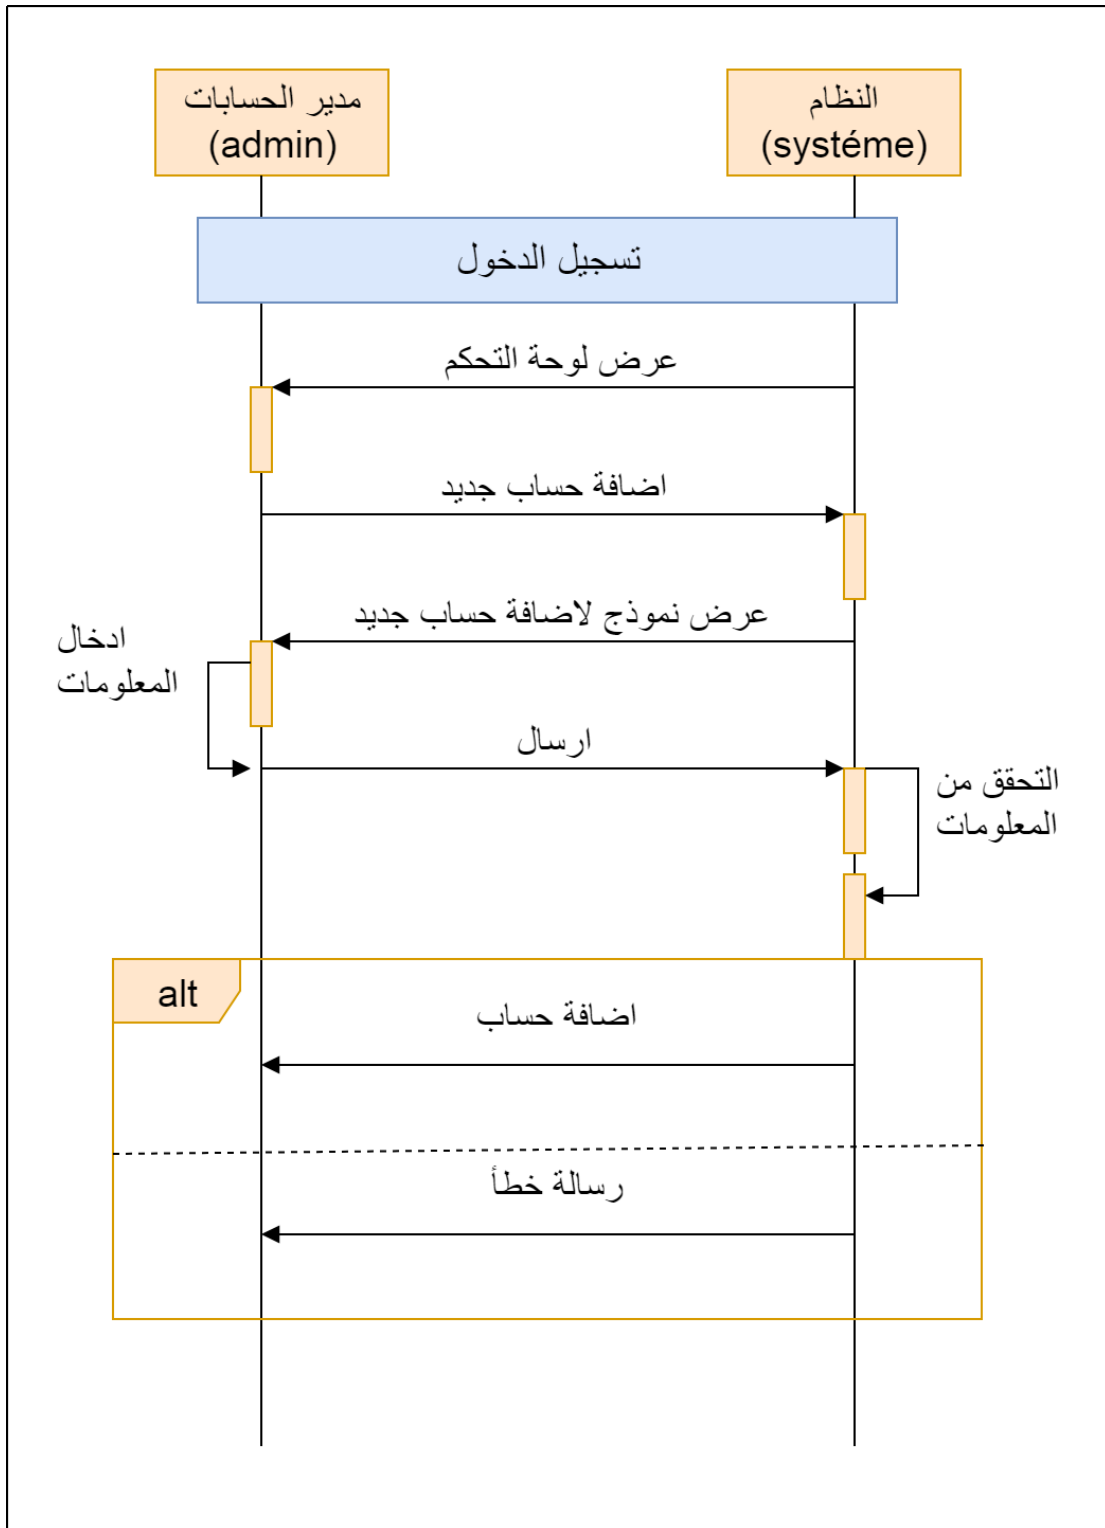 مدير الحسابات
(admin)
النظام
(systéme)
تسجيل الدخول
عرض لوحة التحكم
اضافة حساب جديد
عرض نموذج لاضافة حساب جديد
ادخال
المعلومات
ارسال
التحقق من
المعلومات
alt
اضافة حساب
رسالة خطأ